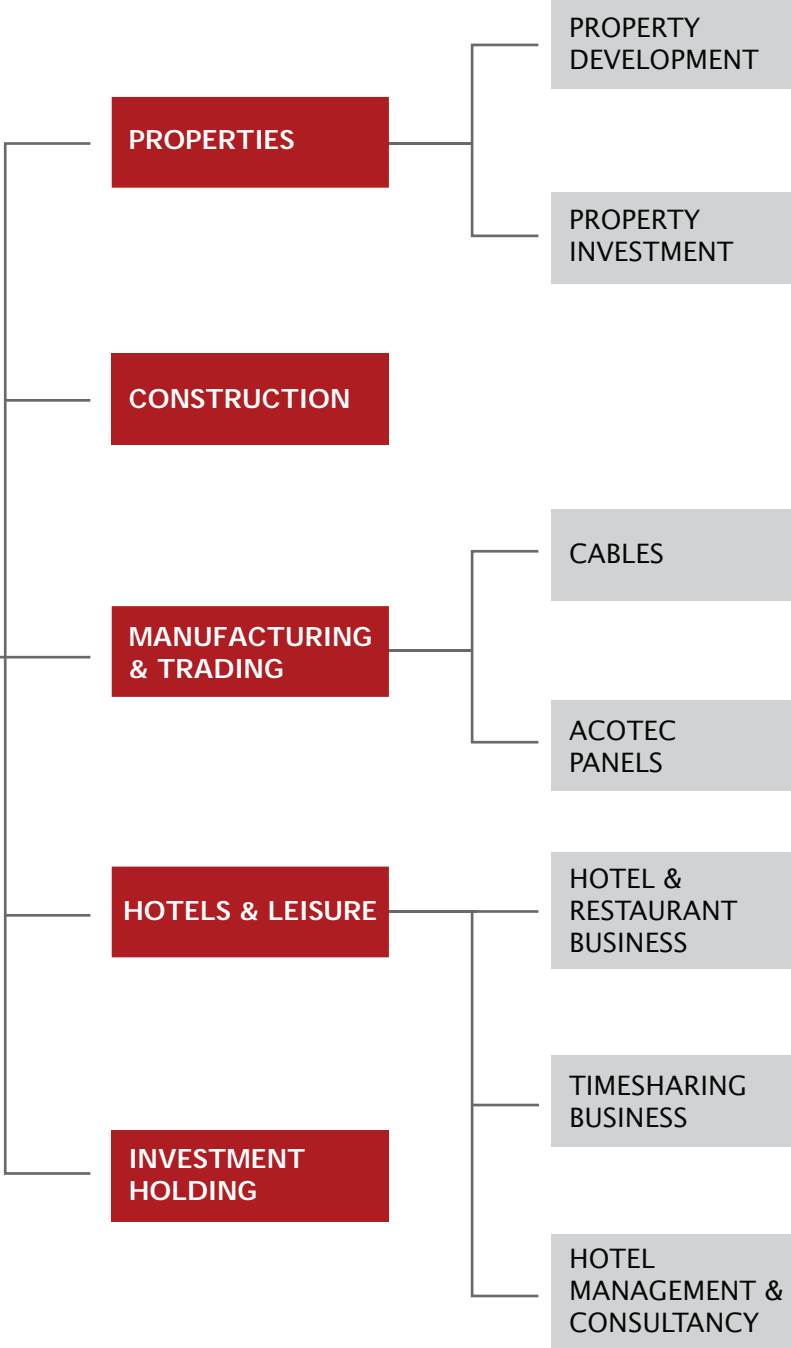 PROPERTY
DEVELOPMENT
PROPERTIES
PROPERTY
INVESTMENT
CONSTRUCTION
CABLES
MANUFACTURING
& TRADING
ACOTEC
PANELS
HOTEL &
RESTAURANT
BUSINESS
HOTELS & LEISURE
TIMESHARING
BUSINESS
INVESTMENT
HOLDING
HOTEL
MANAGEMENT &
CONSULTANCY